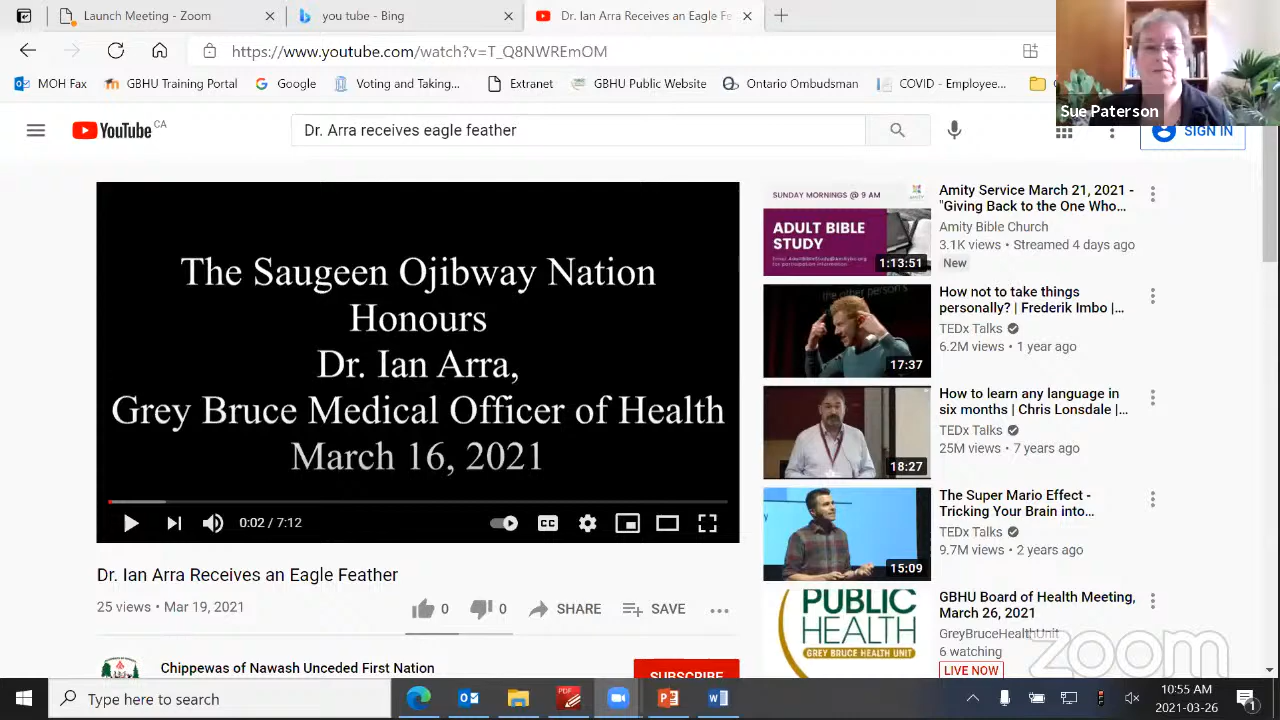 Launch Meeting - Zoom
you tube - Bing
Dr. Ian Arra Receives an Eagle Fe
https://www.youtube.com/watch?v=T_Q8NWREmOM
MOH Fax
GBHU Training Portal
Google
Virving and Tar
Extranet
GBHU Public Website
Ontario Ombudsman
COVID - Employee...
Sue Paterson
YouTube CA
Dr. Arra receives eagle feather
SIGN IN
The Saugeen Ojibway Nation
Honours
Dr. Ian Arra,
Grey Bruce Medical Officer of Health
March 16, 2021
0:02 / 7:12
CC
Dr. Ian Arra Receives an Eagle Feather
25 views • Mar 19, 2021
0
0
SHARE
SAVE
Chippewas of Nawash Unceded First Nation
SUBSCRIBE
SUNDAY MORNINGS @ 9 AM
ADULT BIBLE
STUDY
1:13:51
Amity Service March 21, 2021 -
"Giving Back to the One Who...
Amity Bible Church
3.1K views • Streamed 4 days ago
New
the other person's
17:37
How not to take things
personally? | Frederik Imbo |...
TEDx Talks
6.2M views • 1 year ago
18:27
How to learn any language in
six months | Chris Lonsdale |...
TEDx Talks
25M views • 7 years ago
15:09
The Super Mario Effect -
Tricking Your Brain into...
TEDx Talks
9.7M views • 2 years ago
PUBLIC
HEALTH
GREY BRUCE HEALTH UNIT
GBHU Board of Health Meeting,
March 26, 2021
GreyBruceHealthUnit
6 watching
LIVE NOW
zoom
Type here to search
PDF
10:55 AM
2021-03-26
1